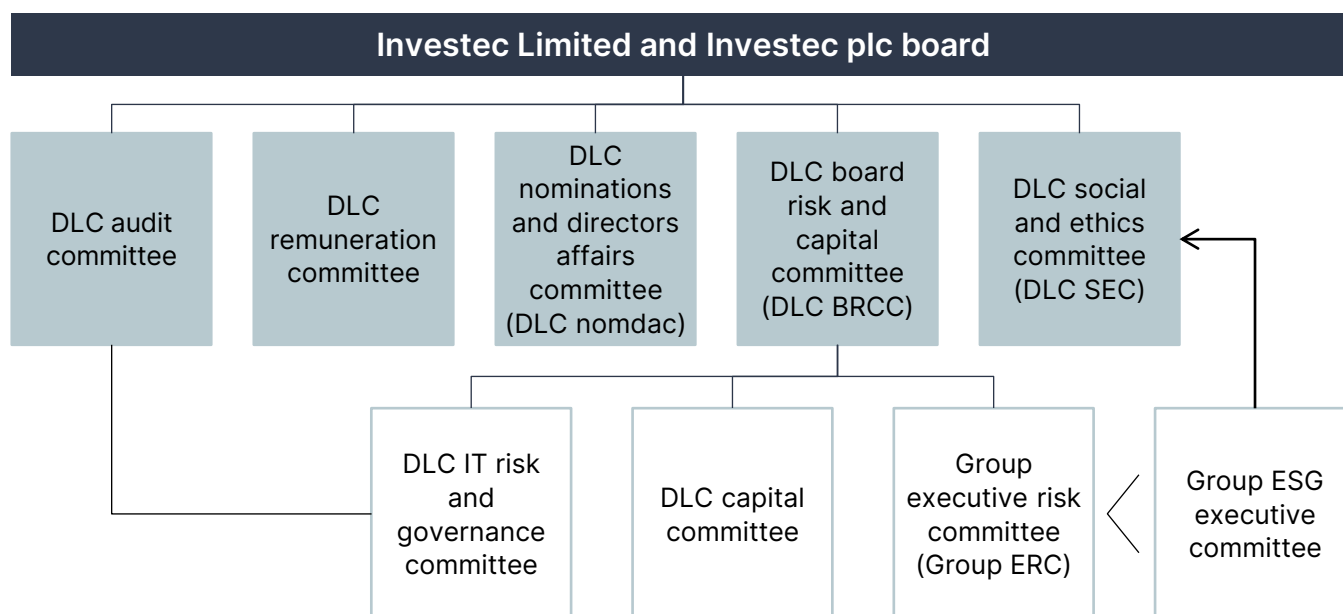 Investec Limited and Investec plc board
DLC audit
committee
DLC
remuneration
committee
DLC
nominations
and directors
affairs
committee
(DLC nomdac)
DLC board
risk and
capital
committee
(DLC BRCC)
DLC social
and ethics
committee
(DLC SEC)
DLC IT risk
and
governance
committee
DLC capital
committee
Group
executive risk
committee
(Group ERC)
Group ESG
executive
committee